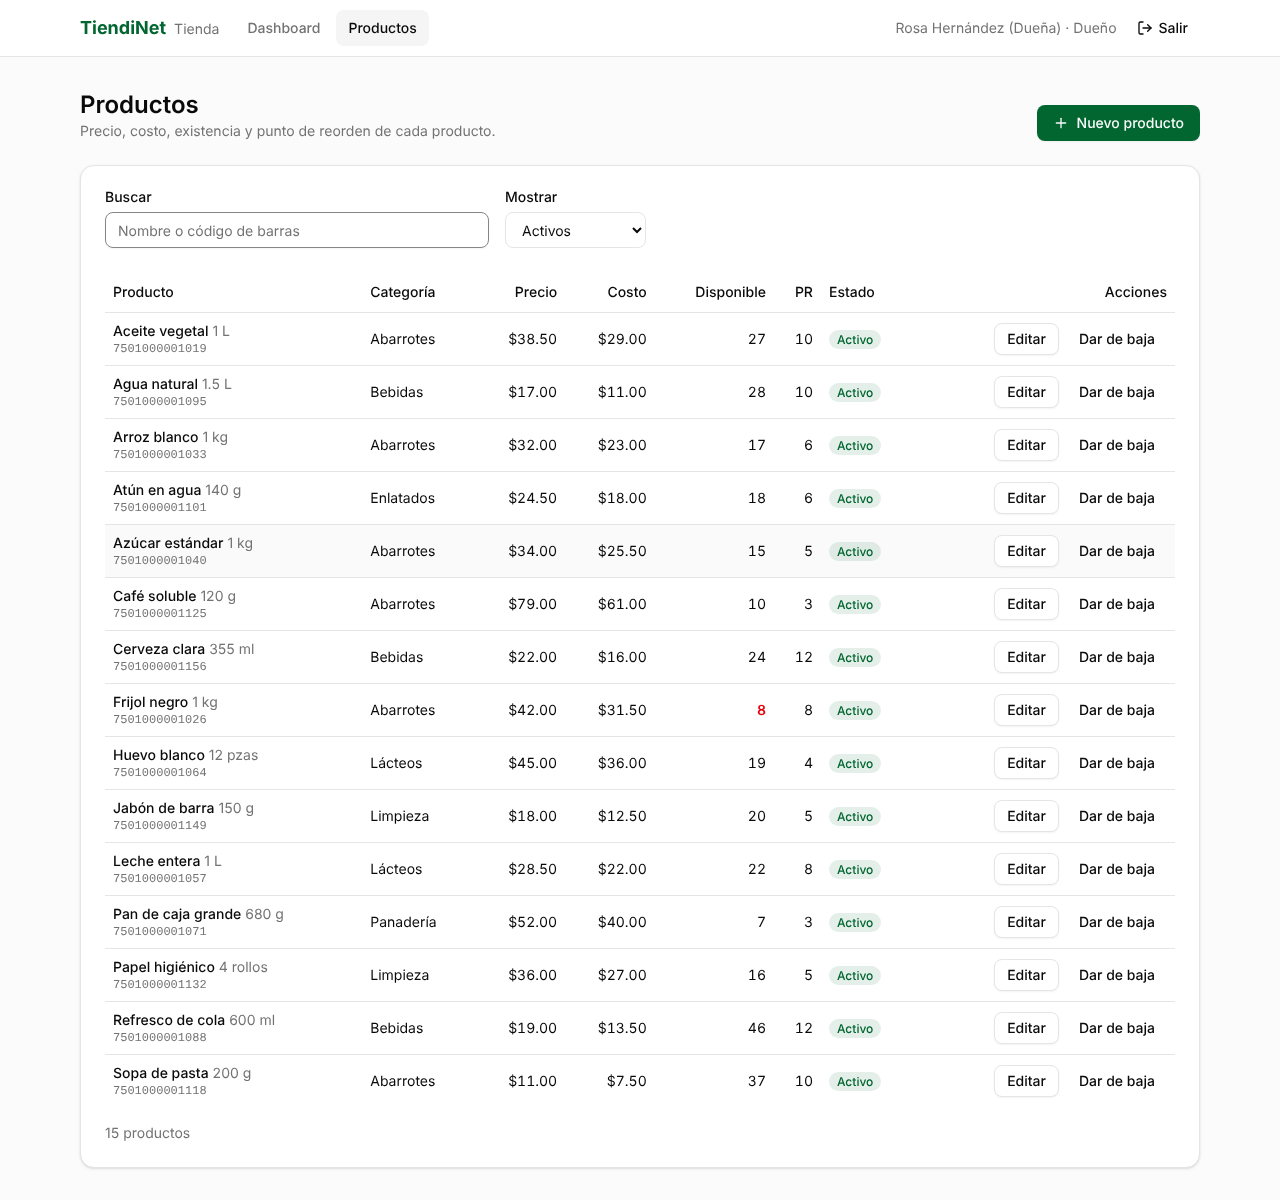 TiendiNet Tienda Dashboard Productos Rosa Hernández (Dueña) · Dueño Salir
Productos
Precio, costo, existencia y punto de reorden de cada producto.
+ Nuevo producto
Buscar Mostrar
Nombre o código de barras Activos
Producto Categoría Precio Costo Disponible PR Estado Acciones
Aceite vegetal 1 L Abarrotes $38.50 $29.00 27 10 Activo Editar Dar de baja
7501000001019
Agua natural 1.5 L Bebidas $17.00 $11.00 28 10 Activo Editar Dar de baja
7501000001095
Arroz blanco 1 kg Abarrotes $32.00 $23.00 17 6 Activo Editar Dar de baja
7501000001033
Atún en agua 140 g Enlatados $24.50 $18.00 18 6 Activo Editar Dar de baja
7501000001101
Azúcar estándar 1 kg Abarrotes $34.00 $25.50 15 5 Activo Editar Dar de baja
7501000001040
Café soluble 120 g Abarrotes $79.00 $61.00 10 3 Activo Editar Dar de baja
7501000001125
Cerveza clara 355 ml Bebidas $22.00 $16.00 24 12 Activo Editar Dar de baja
7501000001156
Frijol negro 1 kg Abarrotes $42.00 $31.50 8 8 Activo Editar Dar de baja
7501000001026
Huevo blanco 12 pzas Lácteos $45.00 $36.00 19 4 Activo Editar Dar de baja
7501000001064
Jabón de barra 150 g Limpieza $18.00 $12.50 20 5 Activo Editar Dar de baja
7501000001149
Leche entera 1 L Lácteos $28.50 $22.00 22 8 Activo Editar Dar de baja
7501000001057
Pan de caja grande 680 g Panadería $52.00 $40.00 7 3 Activo Editar Dar de baja
7501000001071
Papel higiénico 4 rollos Limpieza $36.00 $27.00 16 5 Activo Editar Dar de baja
7501000001132
Refresco de cola 600 ml Bebidas $19.00 $13.50 46 12 Activo Editar Dar de baja
7501000001088
Sopa de pasta 200 g Abarrotes $11.00 $7.50 37 10 Activo Editar Dar de baja
7501000001118
15 productos